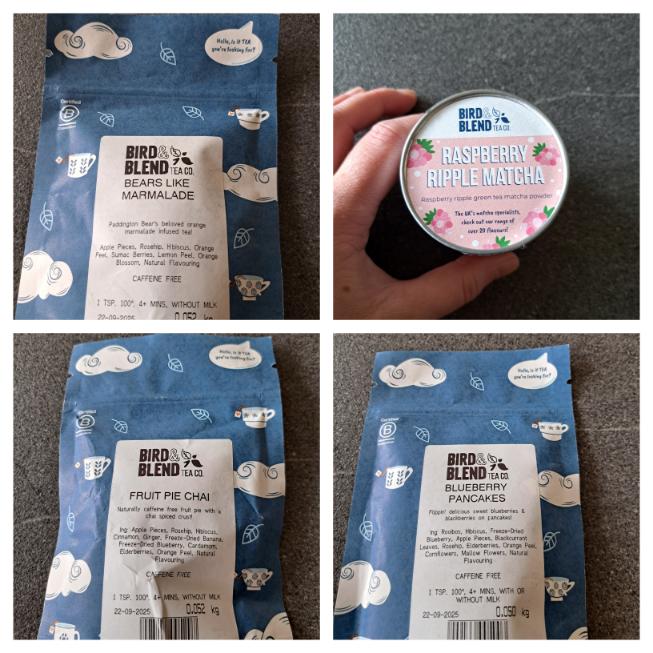 Hello, is it TEA
you're looking for?
Certified
B
BIRD&
BLEND TEA CO.
BEARS LIKE
MARMALADE
Paddington Bear's beloved orange
marmalade infused tea!
Apple Pieces, Rosehip, Hibiscus, Orange
Peel, Sumac Berries, Lemon Peel, Orange
Blossom, Natural Flavouring
CAFFEINE FREE
1 TSP, 100°, 4+ MINS, WITHOUT MILK
22-09-2025 0.052 kg
BIRD&
BLEND TEA CO.
RASPBERRY
RIPPLE MATCHA
Raspberry ripple green tea matcha powder
The UK's matcha specialists,
check out our range of
over 20 flavours!
Hello, is it TEA
you're looking for?
Certified
B
BIRD&
BLEND TEA CO.
FRUIT PIE CHAI
Naturally caffeine free fruit pie with a
chai spiced crust!
Ing: Apple Pieces, Rosehip, Hibiscus,
Cinnamon, Ginger, Freeze-Dried Banana,
Freeze-Dried Blueberry, Cardamom,
Elderberries, Orange Peel, Natural
Flavouring
CAFFEINE FREE
1 TSP, 100°, 4+ MINS, WITHOUT MILK
22-09-2025 0.052 kg
Hello, is it TEA
you're looking for?
Certified
B
BIRD&
BLEND TEA CO.
BLUEBERRY
PANCAKES
Flippin' delicious sweet blueberries &
blackberries on pancakes!
Ing: Rooibos, Hibiscus, Freeze-Dried
Blueberry, Apple Pieces, Blackcurrant
Leaves, Rosehip, Elderberries, Orange Peel,
Cornflowers, Mallow Flowers, Natural
Flavouring
CAFFEINE FREE
1 TSP, 100°, 4+ MINS, WITH OR
WITHOUT MILK
22-09-2025 0.050 kg